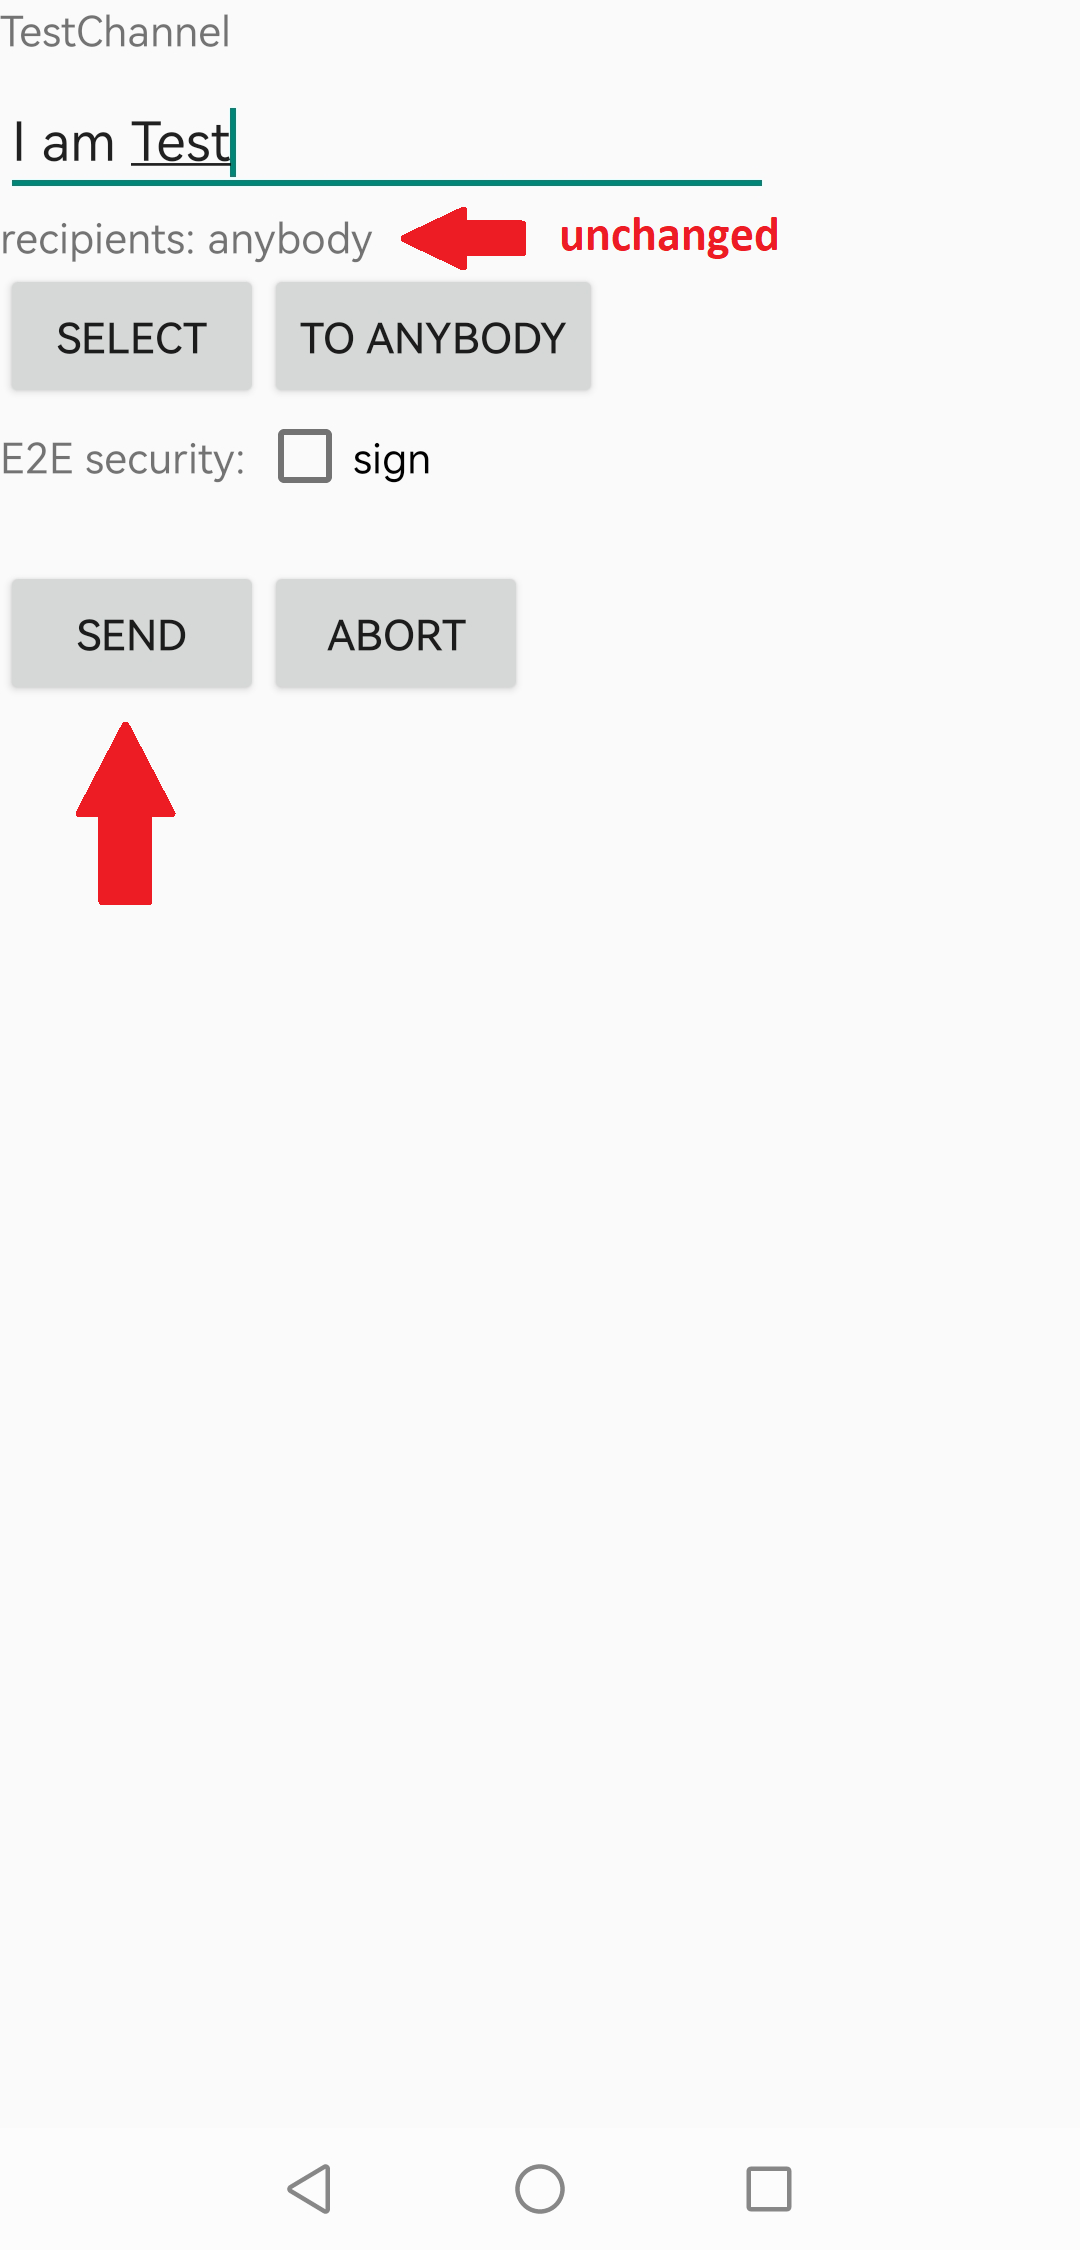 TestChannel
I am Test
recipients: anybody unchanged
SELECT TO ANYBODY
E2E security: sign
SEND ABORT